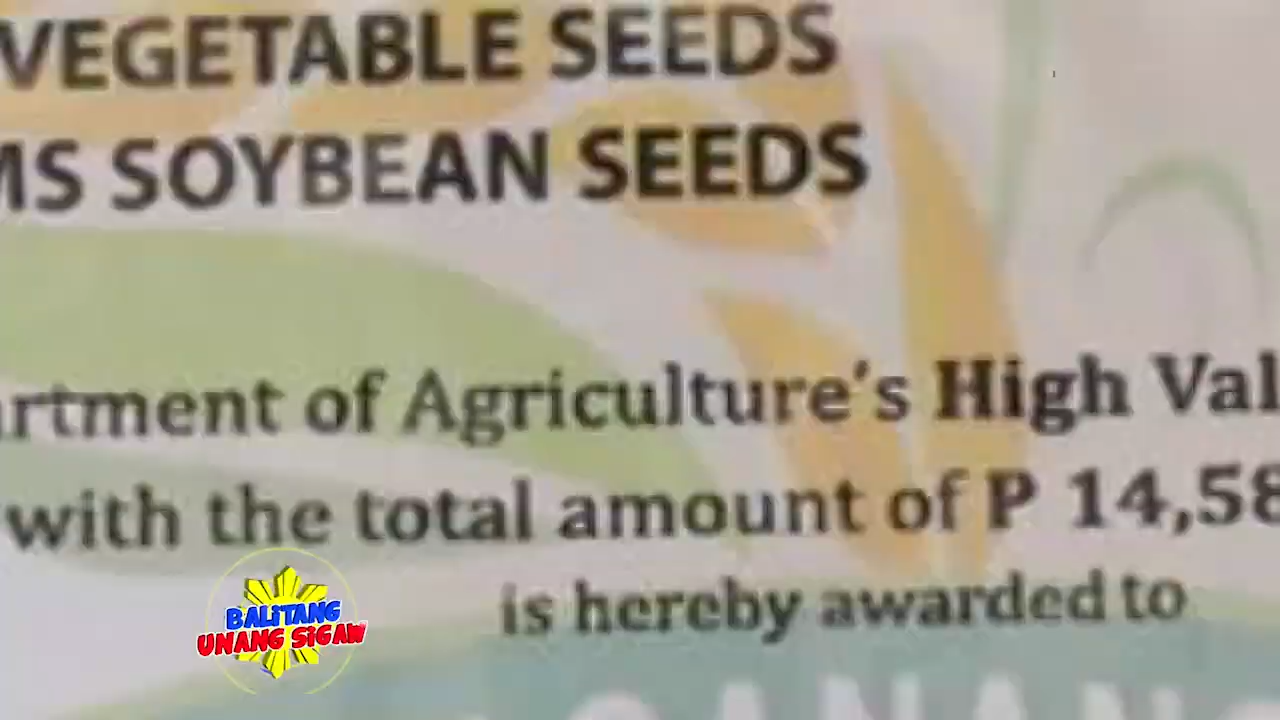 VEGETABLE SEEDS
MS SOYBEAN SEEDS
artment of Agriculture's High Val
with the total amount of P 14,58
is hereby awarded to
BALITANG
UNANG SIGAW